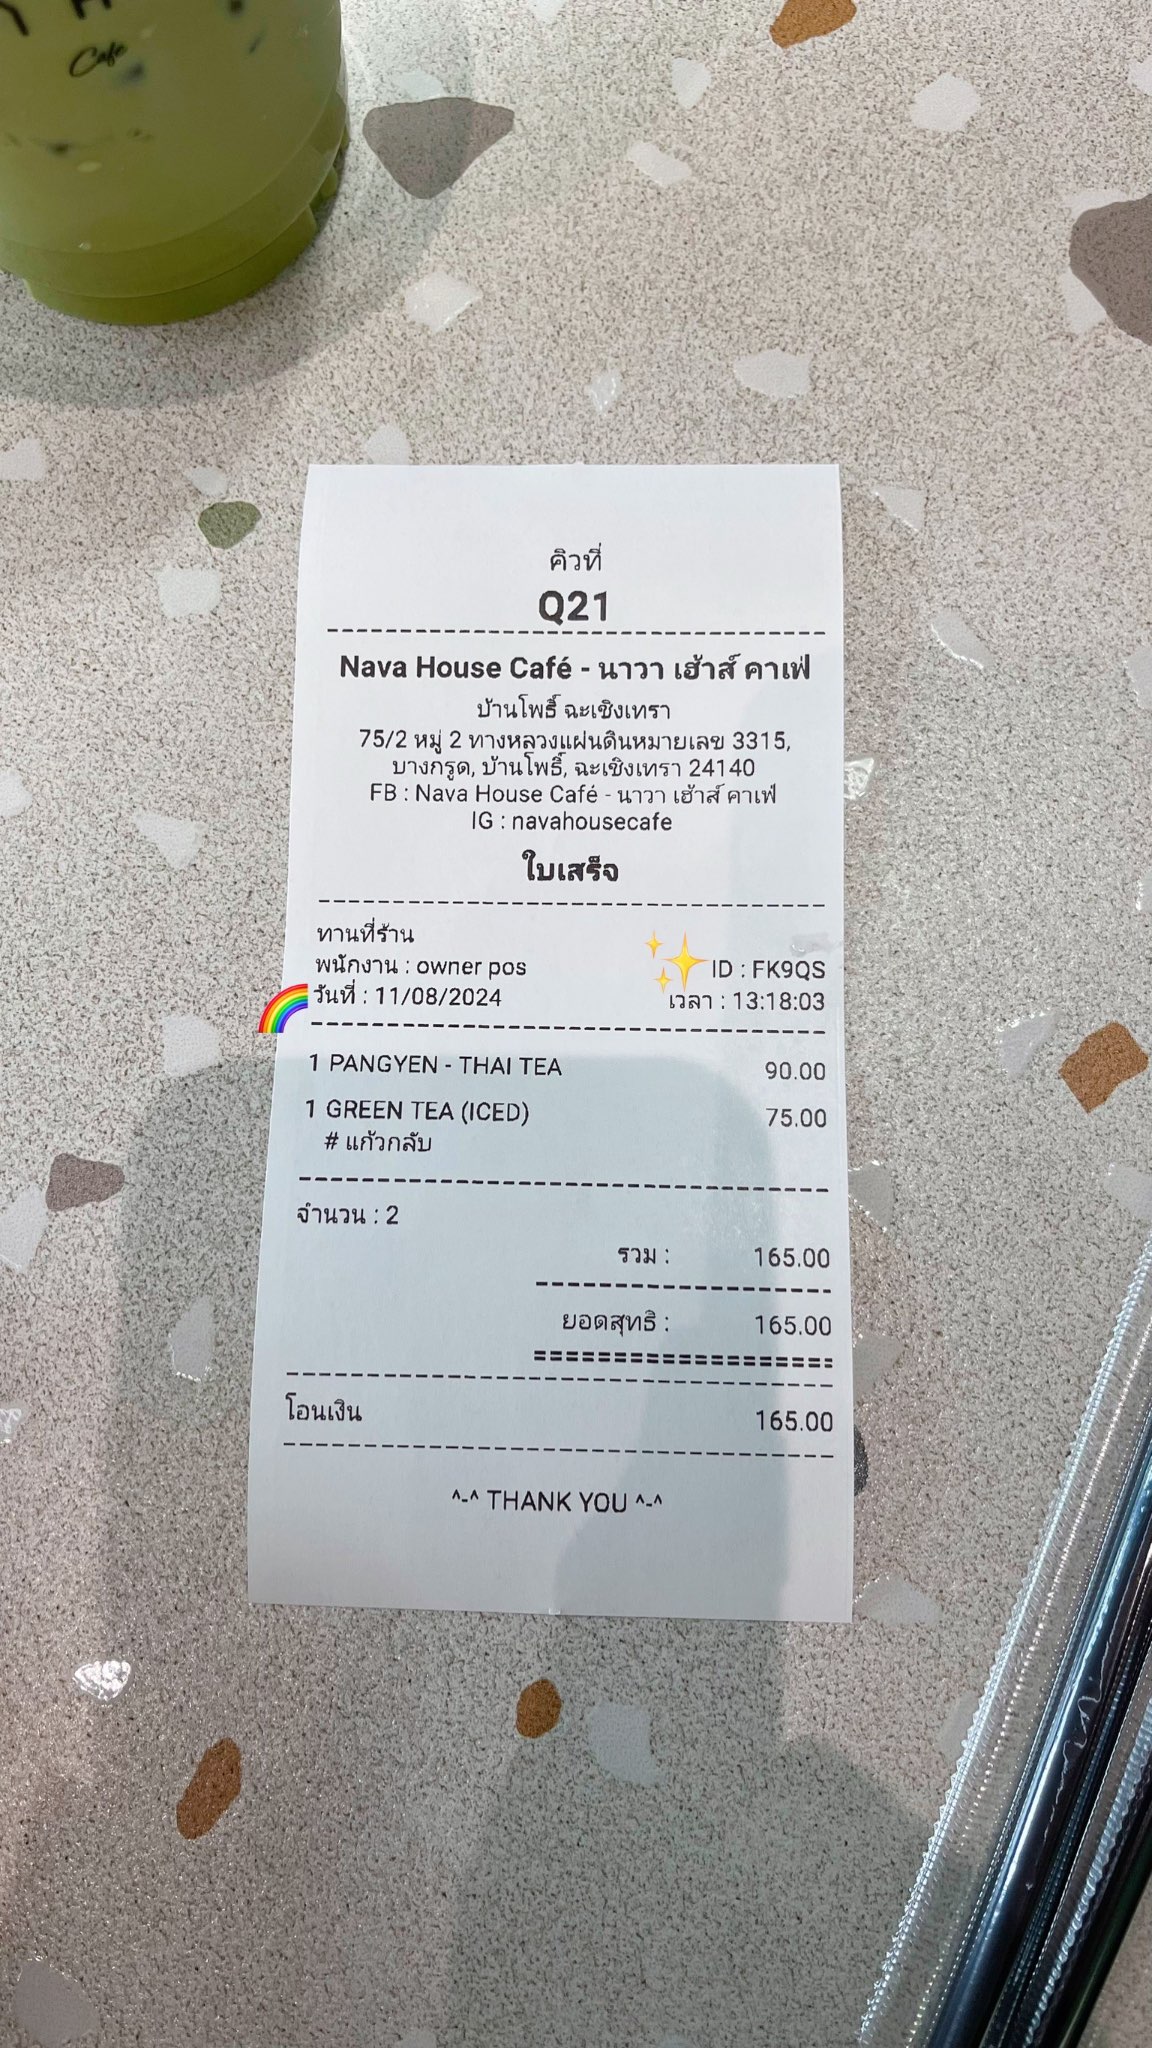 Cafe
คิวที่
Q21
Nava House Café - นาวา เฮ้าส์ คาเฟ่
บ้านโพธิ์ ฉะเชิงเทรา
75/2 หมู่ 2 ทางหลวงแผ่นดินหมายเลข 3315,
บางกรูด, บ้านโพธิ์, ฉะเชิงเทรา 24140
FB : Nava House Café - นาวา เฮ้าส์ คาเฟ่
IG : navahousecafe
ใบเสร็จ
ทานที่ร้าน
พนักงาน : owner pos ID : FK9QS
วันที่ : 11/08/2024 เวลา : 13:18:03
1 PANGYEN - THAI TEA 90.00
1 GREEN TEA (ICED) 75.00
# แก้วกลับ
จำนวน : 2
รวม : 165.00
ยอดสุทธิ : 165.00
โอนเงิน 165.00
^-^ THANK YOU ^-^